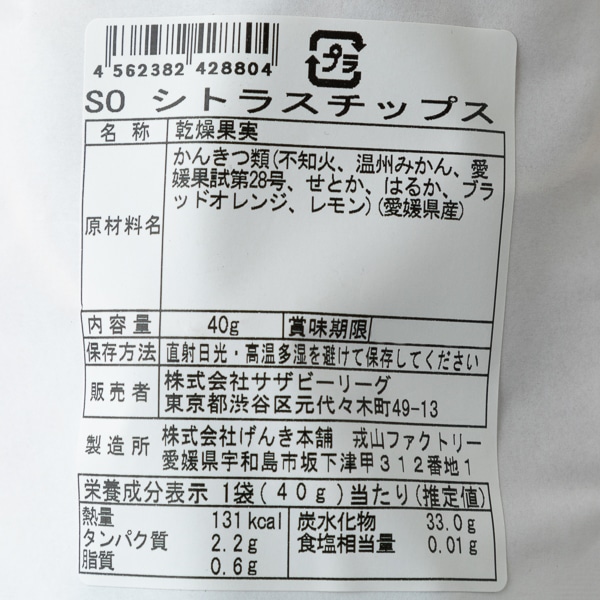 4 562382 428804
プラ
SO シトラスチップス
名 称 乾燥果実
原材料名 かんきつ類(不知火、温州みかん、愛
媛果試第28号、せとか、はるか、ブラ
ッドオレンジ、レモン)(愛媛県産)
内容量 40g 賞味期限
保存方法 直射日光・高温多湿を避けて保存してください
販売者 株式会社サザビーリーグ
東京都渋谷区元代々木町49-13
製造所 株式会社げんき本舗 戎山ファクトリー
愛媛県宇和島市坂下津甲312番地1
栄養成分表示 1袋(40g)当たり(推定値)
熱量 131kcal 炭水化物 33.0g
タンパク質 2.2g 食塩相当量 0.01g
脂質 0.6g